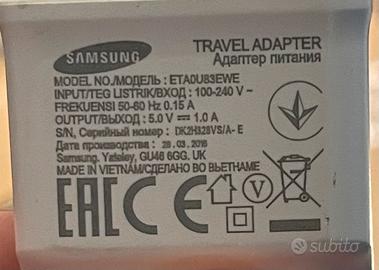 SAMSUNG
TRAVEL ADAPTER
Адаптер питания
MODEL NO./МОДЕЛЬ : ETA0U83EWE
INPUT/TEG LISTRIK/ВХОД : 100-240 V ~
FREKUENSI 50-60 Hz 0.15 A
OUTPUT/ВЫХОД : 5.0 V ⎓ 1.0 A
S/N, Серийный номер : DK2H328VS/A- E
Дата производства : 28.03.2016
Samsung. Yateley, GU46 6GG. UK
MADE IN VIETNAM/СДЕЛАНО ВО ВЬЕТНАМЕ
EAC CE V
subito